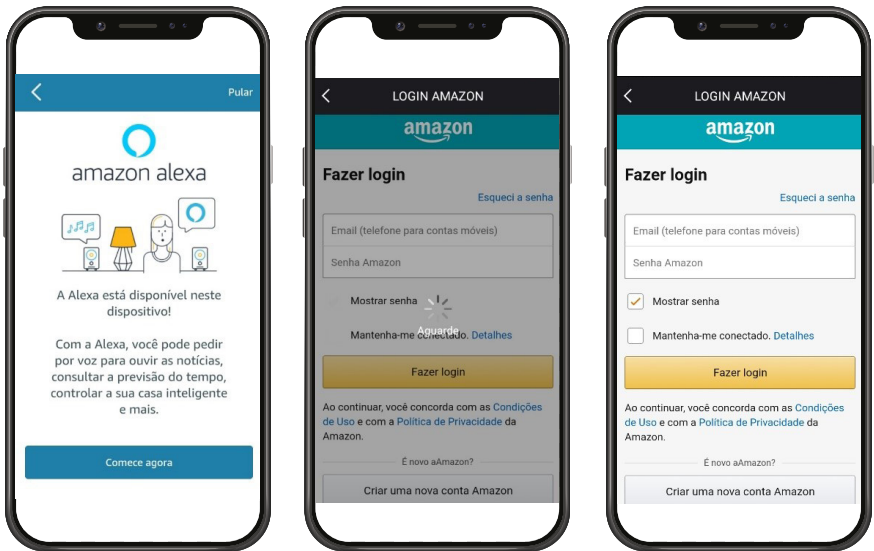 Pular
amazon alexa
A Alexa está disponível neste
dispositivo!
Com a Alexa, você pode pedir
por voz para ouvir as notícias,
consultar a previsão do tempo,
controlar a sua casa inteligente
e mais.
Comece agora
LOGIN AMAZON
amazon
Fazer login
Esqueci a senha
Email (telefone para contas móveis)
Senha Amazon
Mostrar senha
Aguarde
Mantenha-me conectado. Detalhes
Fazer login
Ao continuar, você concorda com as Condições
de Uso e com a Política de Privacidade da
Amazon.
É novo aAmazon?
Criar uma nova conta Amazon
LOGIN AMAZON
amazon
Fazer login
Esqueci a senha
Email (telefone para contas móveis)
Senha Amazon
Mostrar senha
Mantenha-me conectado. Detalhes
Fazer login
Ao continuar, você concorda com as Condições
de Uso e com a Política de Privacidade da
Amazon.
É novo aAmazon?
Criar uma nova conta Amazon